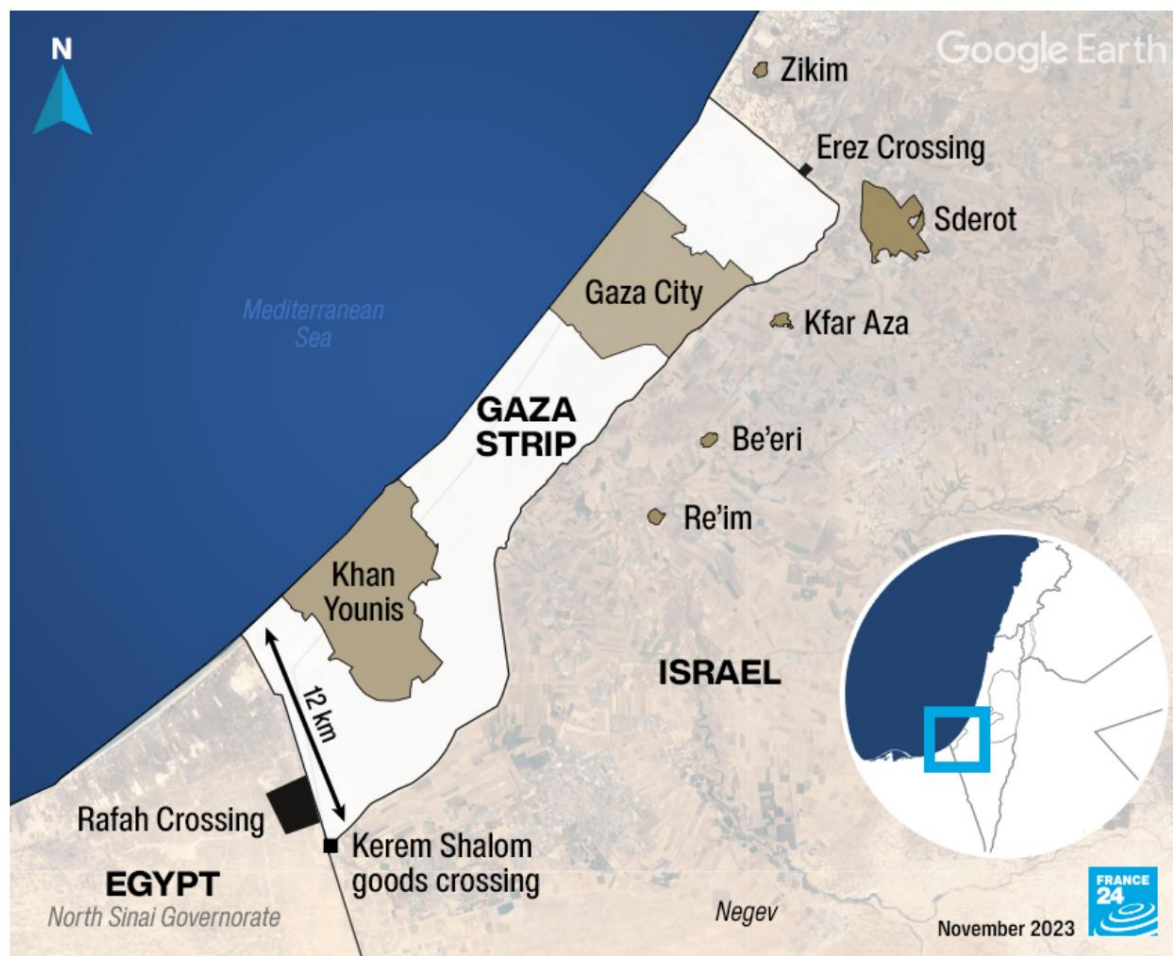 Google Earth
N
Zikim
Erez Crossing
Sderot
Gaza City
Mediterranean
Sea
Kfar Aza
GAZA
STRIP
Be'eri
Re'im
Khan
Younis
ISRAEL
12 km
Rafah Crossing
Kerem Shalom
goods crossing
EGYPT
North Sinai Governorate
Negev
FRANCE
24
November 2023